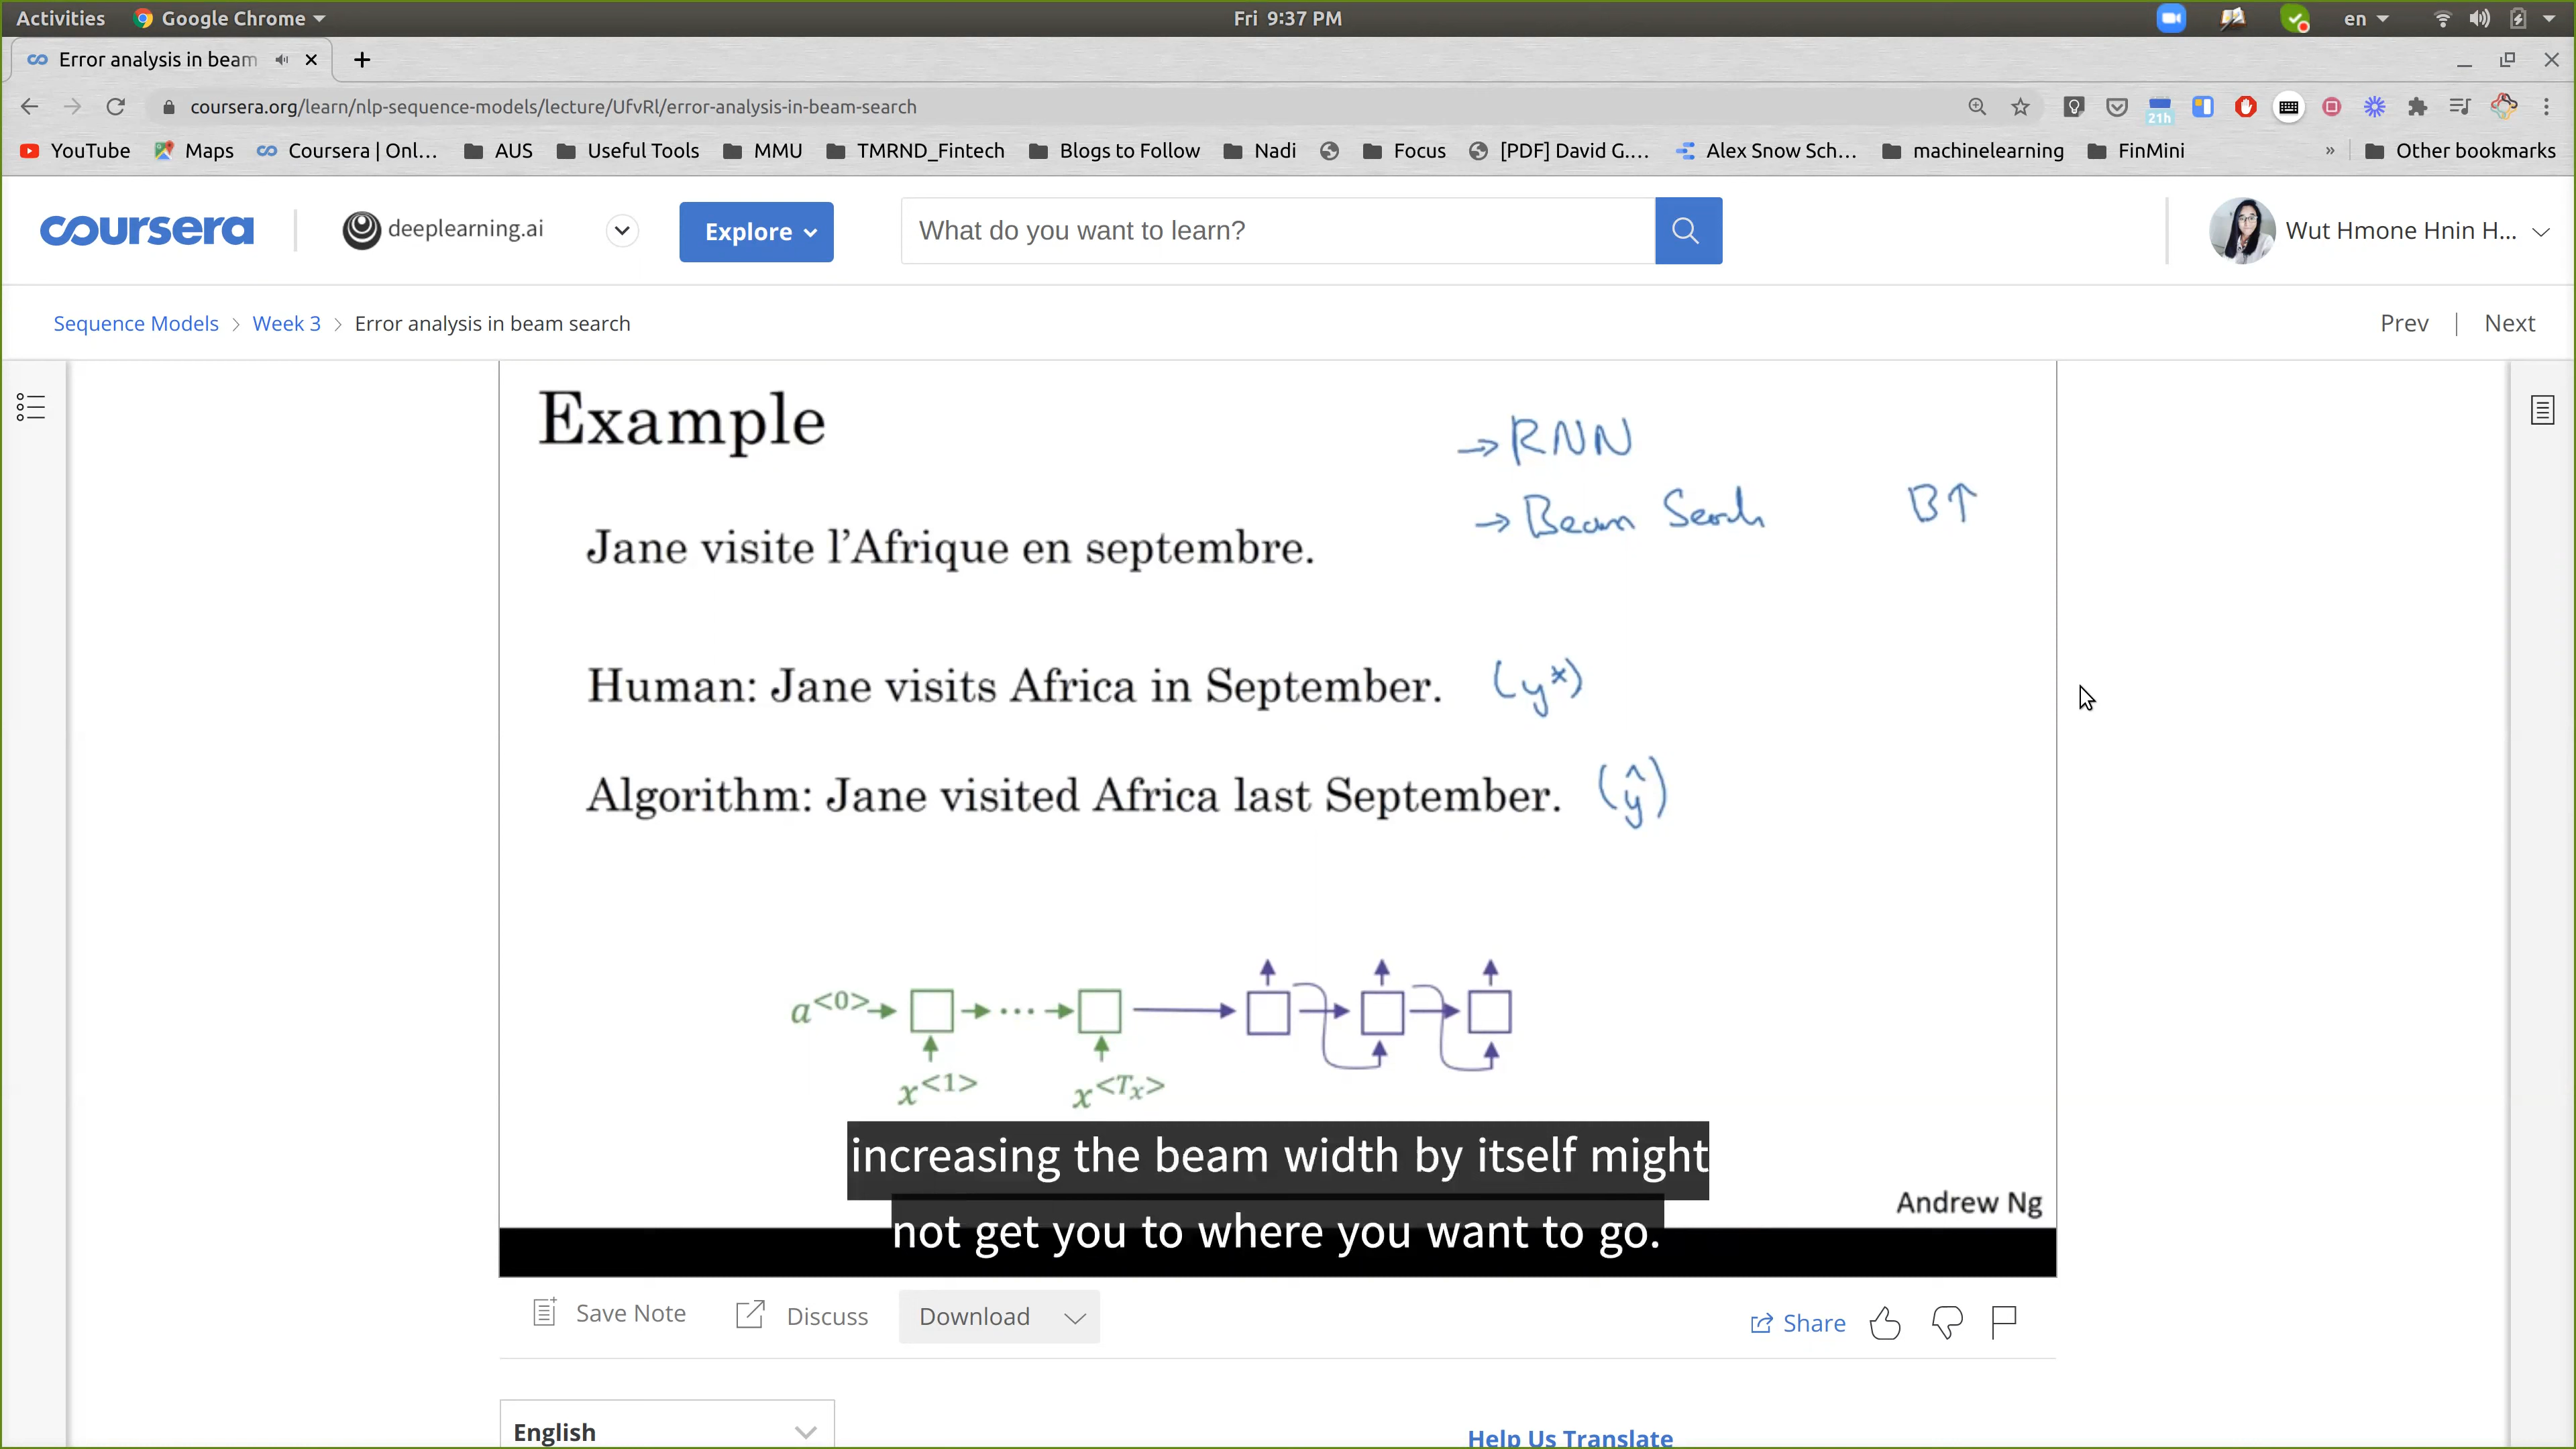 Activities Google Chrome Fri 9:37 PM en
Error analysis in beam
coursera.org/learn/nlp-sequence-models/lecture/UfvRl/error-analysis-in-beam-search 21h
YouTube Maps Coursera | Onl... AUS Useful Tools MMU TMRND_Fintech Blogs to Follow Nadi Focus [PDF] David G.... Alex Snow Sch... machinelearning FinMini » Other bookmarks
coursera deeplearning.ai Explore What do you want to learn? Wut Hmone Hnin H...
Sequence Models > Week 3 > Error analysis in beam search Prev | Next
Example
→ RNN
→ Beam Search B↑
Jane visite l’Afrique en septembre.
Human: Jane visits Africa in September. (y*)
Algorithm: Jane visited Africa last September. (ŷ)
a<0>
x<1> x<Tx>
increasing the beam width by itself might
not get you to where you want to go.
Andrew Ng
Save Note Discuss Download Share
English Help Us Translate